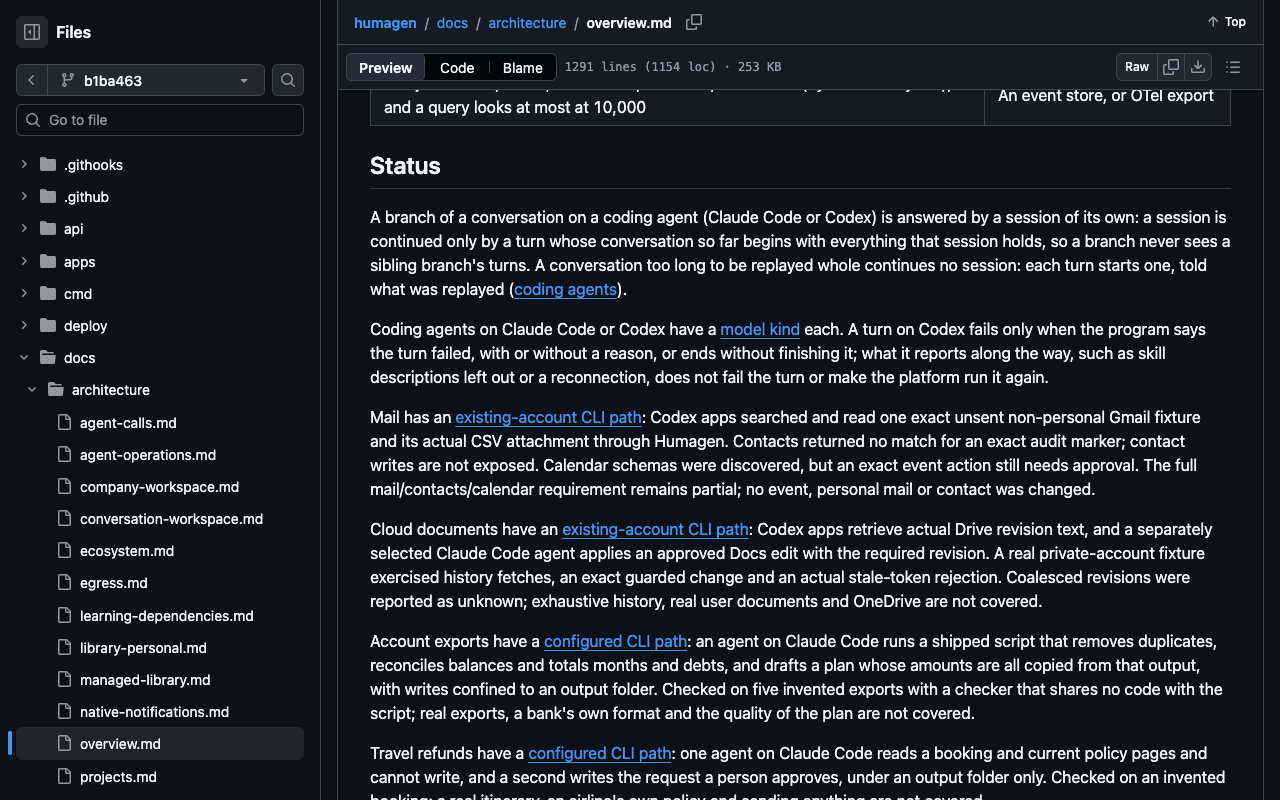 Files
humagen / docs / architecture / overview.md
Top
b1ba463
Preview Code Blame 1291 lines (1154 loc) · 253 KB Raw
Go to file
.githooks
.github
api
apps
cmd
deploy
docs
architecture
agent-calls.md
agent-operations.md
company-workspace.md
conversation-workspace.md
ecosystem.md
egress.md
learning-dependencies.md
library-personal.md
managed-library.md
native-notifications.md
overview.md
projects.md
and a query looks at most at 10,000
An event store, or OTel export
Status
A branch of a conversation on a coding agent (Claude Code or Codex) is answered by a session of its own: a session is
continued only by a turn whose conversation so far begins with everything that session holds, so a branch never sees a
sibling branch's turns. A conversation too long to be replayed whole continues no session: each turn starts one, told
what was replayed (coding agents).
Coding agents on Claude Code or Codex have a model kind each. A turn on Codex fails only when the program says
the turn failed, with or without a reason, or ends without finishing it; what it reports along the way, such as skill
descriptions left out or a reconnection, does not fail the turn or make the platform run it again.
Mail has an existing-account CLI path: Codex apps searched and read one exact unsent non-personal Gmail fixture
and its actual CSV attachment through Humagen. Contacts returned no match for an exact audit marker; contact
writes are not exposed. Calendar schemas were discovered, but an exact event action still needs approval. The full
mail/contacts/calendar requirement remains partial; no event, personal mail or contact was changed.
Cloud documents have an existing-account CLI path: Codex apps retrieve actual Drive revision text, and a separately
selected Claude Code agent applies an approved Docs edit with the required revision. A real private-account fixture
exercised history fetches, an exact guarded change and an actual stale-token rejection. Coalesced revisions were
reported as unknown; exhaustive history, real user documents and OneDrive are not covered.
Account exports have a configured CLI path: an agent on Claude Code runs a shipped script that removes duplicates,
reconciles balances and totals months and debts, and drafts a plan whose amounts are all copied from that output,
with writes confined to an output folder. Checked on five invented exports with a checker that shares no code with the
script; real exports, a bank's own format and the quality of the plan are not covered.
Travel refunds have a configured CLI path: one agent on Claude Code reads a booking and current policy pages and
cannot write, and a second writes the request a person approves, under an output folder only. Checked on an invented